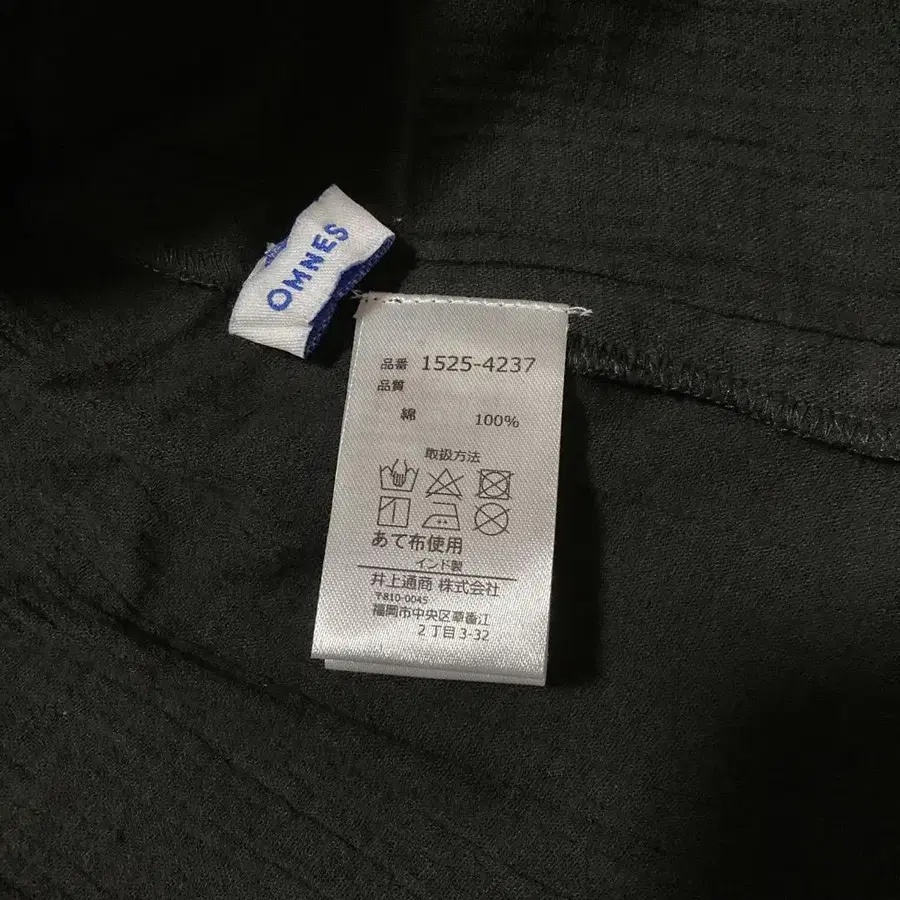 OMNES
品番 1525-4237
品質
綿 100%
取扱方法
あて布使用
インド製
井上通商 株式会社
〒810-0045
福岡市中央区草香江
2丁目3-32